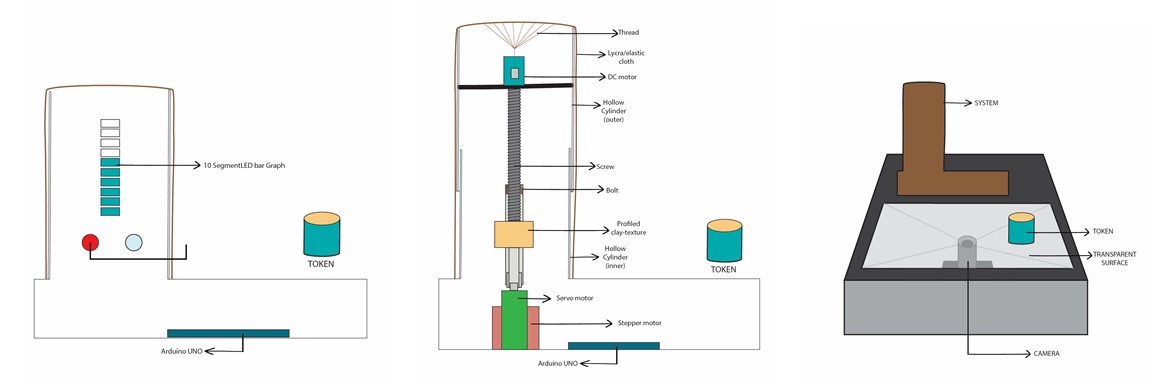 10 SegmentLED bar Graph
TOKEN
Arduino UNO
Thread
Lycra/elastic
cloth
DC motor
Hollow
Cylinder
(outer)
Screw
Bolt
Profiled
clay-texture
Hollow
Cylinder
(inner)
TOKEN
Servo motor
Stepper motor
Arduino UNO
SYSTEM
TOKEN
TRANSPARENT
SURFACE
CAMERA